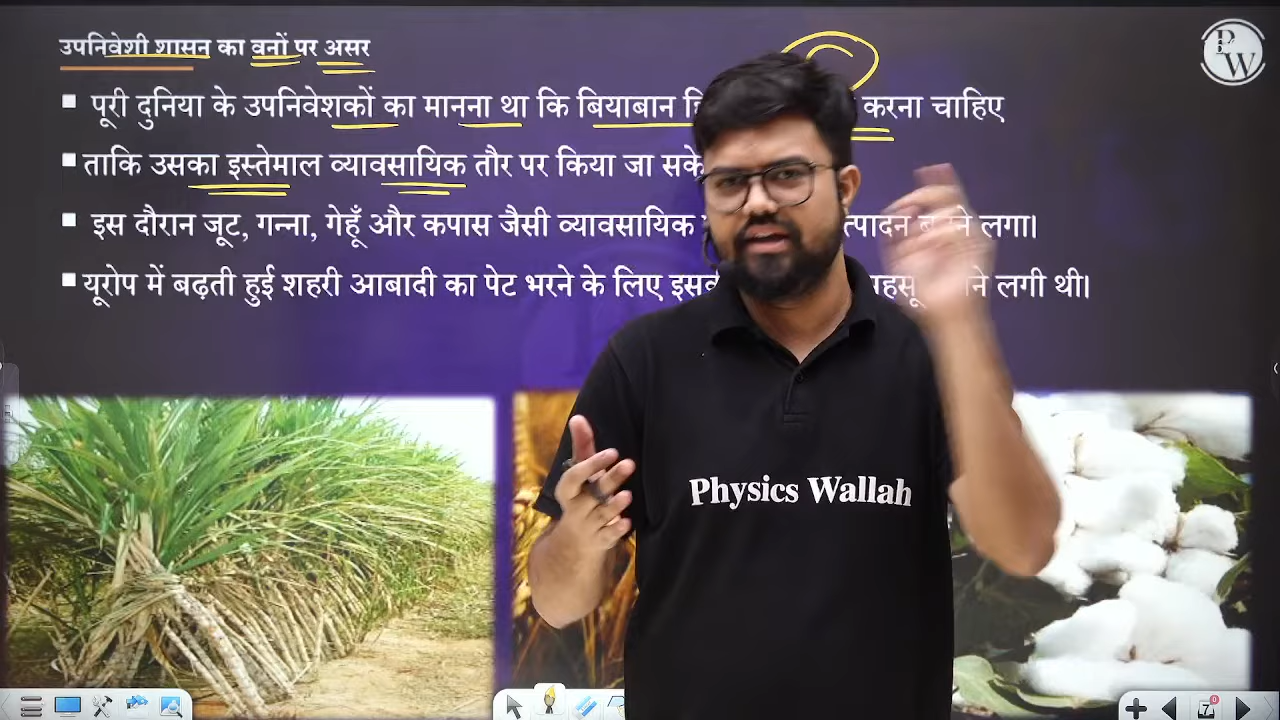 उपनिवेशी शासन का वनों पर असर
PW
पूरी दुनिया के उपनिवेशकों का मानना था कि बियाबान करना चाहिए
ताकि उसका इस्तेमाल व्यावसायिक तौर पर किया जा सके
इस दौरान जूट, गन्ना, गेहूँ और कपास जैसी व्यावसायिक लगा।
यूरोप में बढ़ती हुई शहरी आबादी का पेट भरने के लिए लगी थी।
Physics Wallah